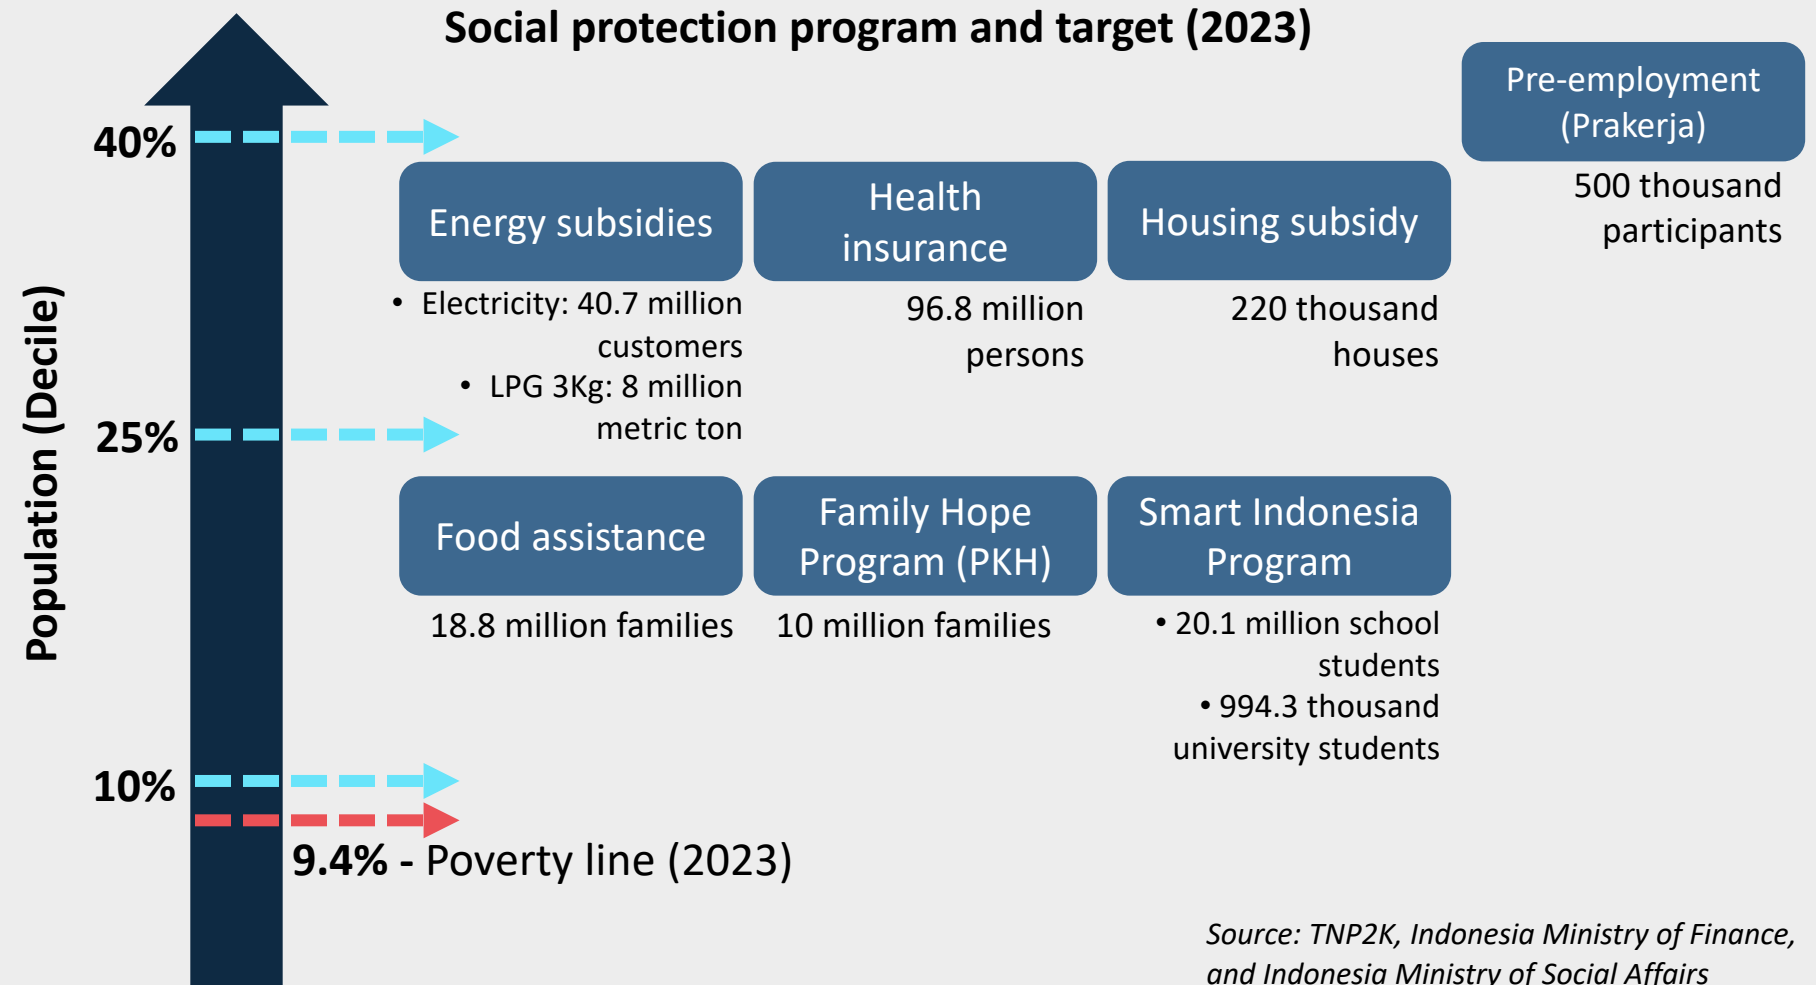 Social protection program and target (2023)
Pre-employment
(Prakerja)
500 thousand
participants
40%
Energy subsidies
• Electricity: 40.7 million
customers
• LPG 3Kg: 8 million
metric ton
Health
insurance
96.8 million
persons
Housing subsidy
220 thousand
houses
Population (Decile)
25%
Food assistance
18.8 million families
Family Hope
Program (PKH)
10 million families
Smart Indonesia
Program
• 20.1 million school
students
• 994.3 thousand
university students
10%
9.4% - Poverty line (2023)
Source: TNP2K, Indonesia Ministry of Finance,
and Indonesia Ministry of Social Affairs